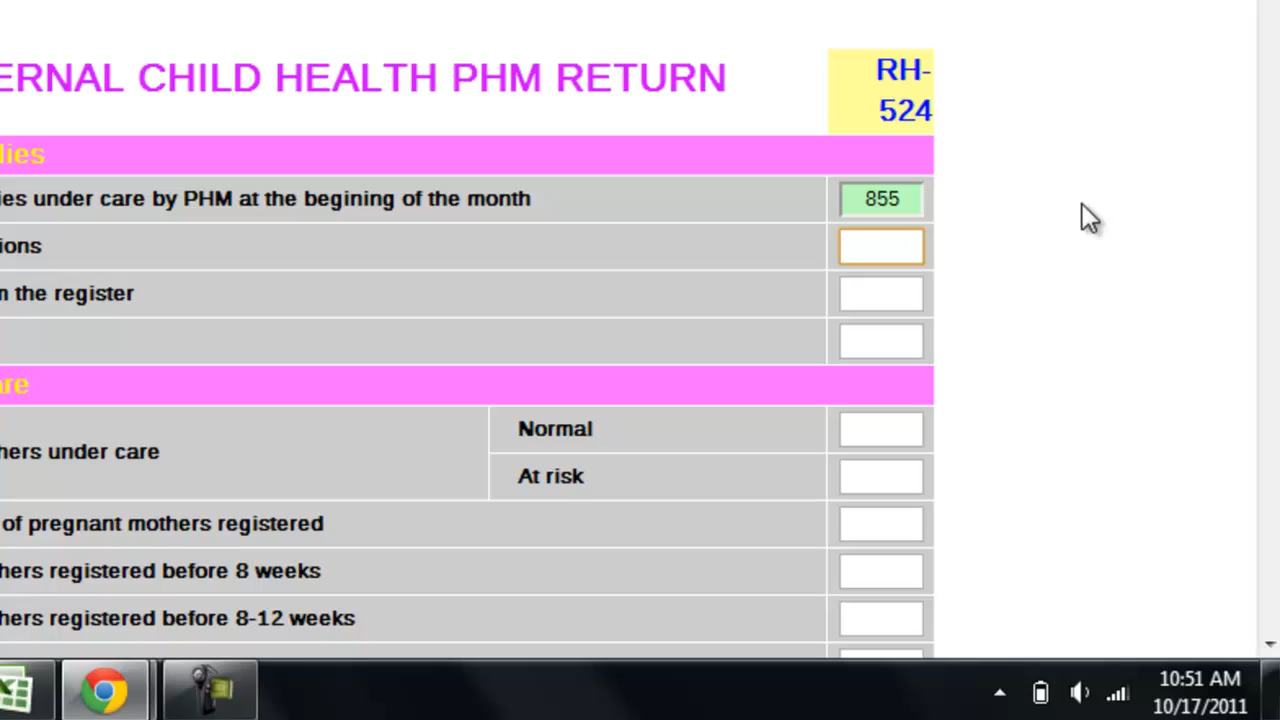 ERNAL CHILD HEALTH PHM RETURN
RH-
524
lies
ies under care by PHM at the begining of the month
855
ions
n the register
are
hers under care
Normal
At risk
of pregnant mothers registered
hers registered before 8 weeks
hers registered before 8-12 weeks
10:51 AM
10/17/2011